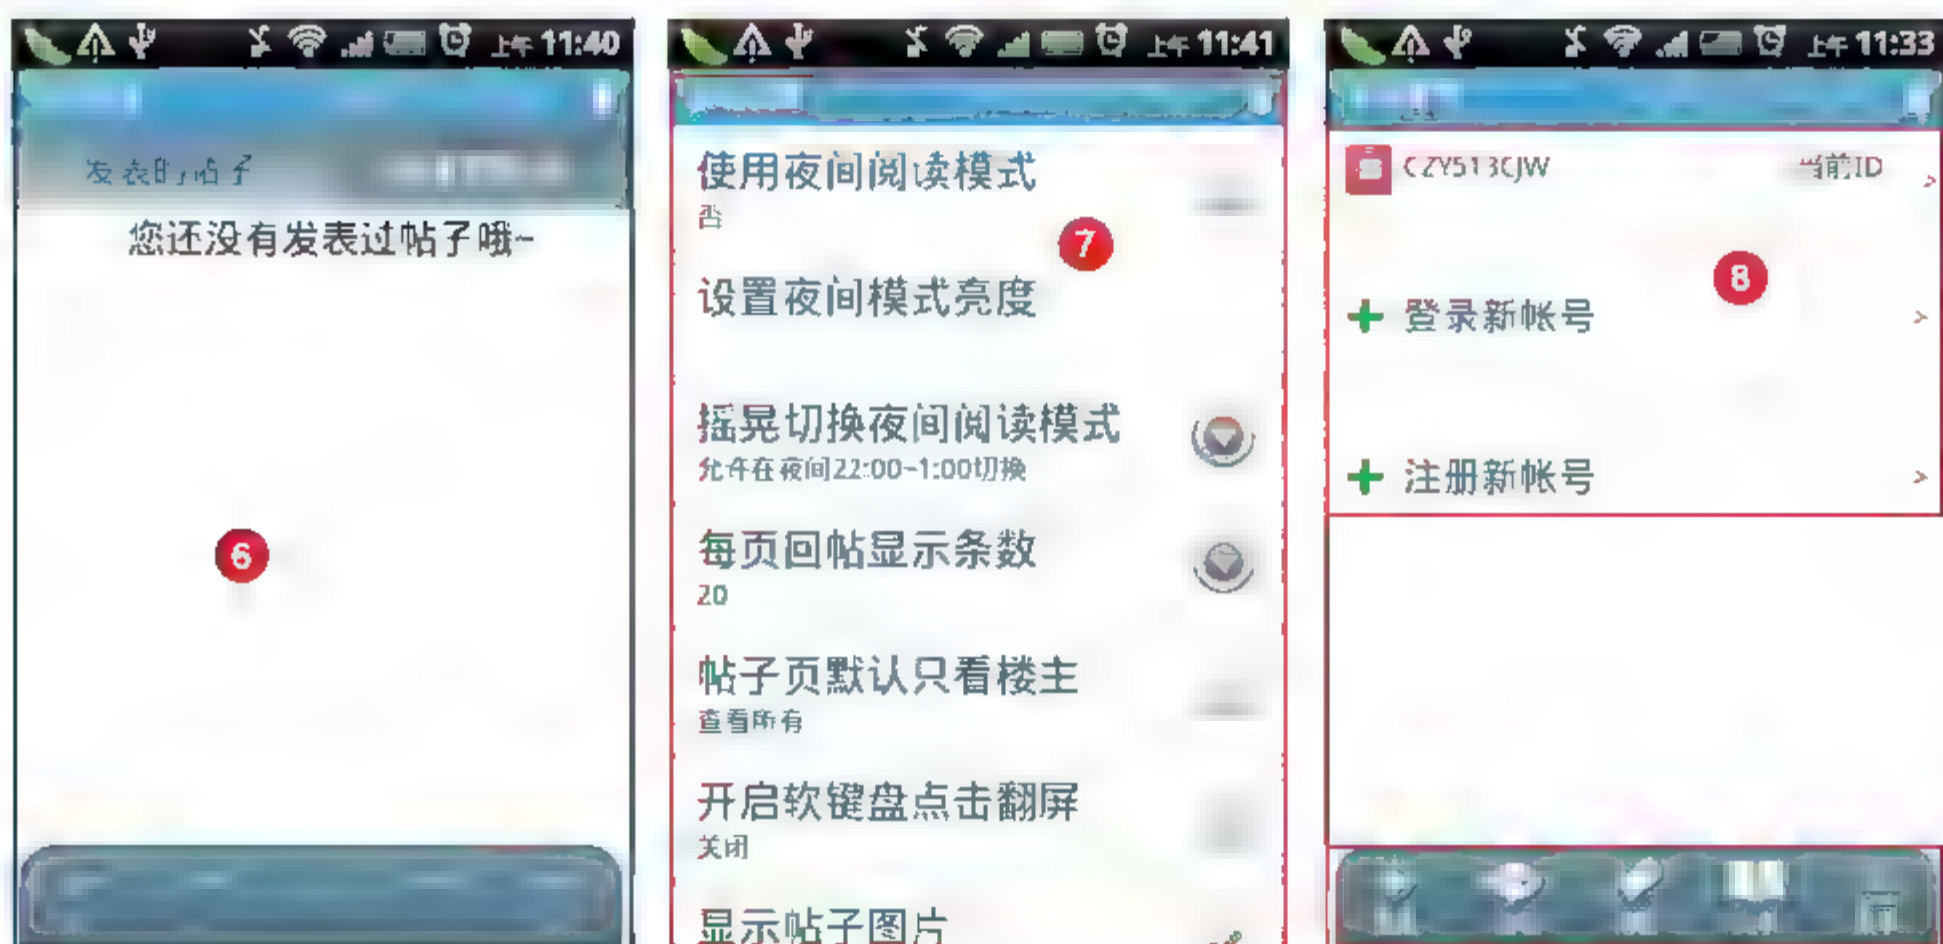 上午 11:40
发表的帖子
您还没有发表过帖子哦~
6
上午 11:41
使用夜间阅读模式
否
7
设置夜间模式亮度
摇晃切换夜间阅读模式
允许在夜间22:00~1:00切换
每页回帖显示条数
20
帖子页默认只看楼主
查看所有
开启软键盘点击翻屏
关闭
显示帖子图片
上午 11:33
CZY513CJW 当前ID
8
登录新帐号
注册新帐号